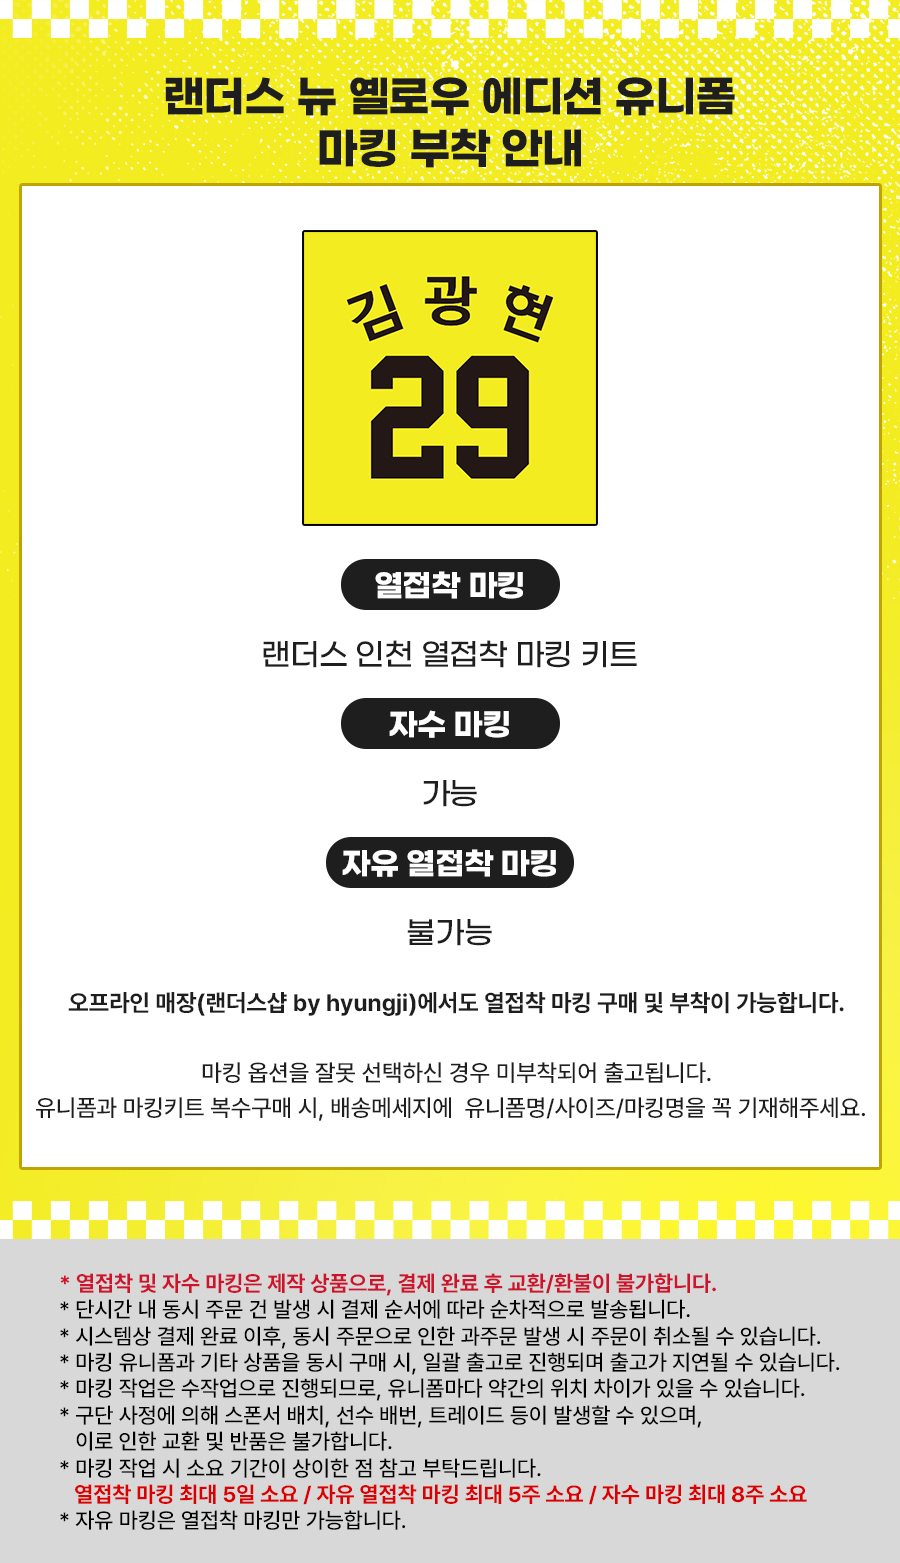 랜더스 뉴 옐로우 에디션 유니폼
마킹 부착 안내
김광현
29
열접착 마킹
랜더스 인천 열접착 마킹 키트
자수 마킹
가능
자유 열접착 마킹
불가능
오프라인 매장(랜더스샵 by hyungji)에서도 열접착 마킹 구매 및 부착이 가능합니다.
마킹 옵션을 잘못 선택하신 경우 미부착되어 출고됩니다.
유니폼과 마킹키트 복수구매 시, 배송메세지에 유니폼명/사이즈/마킹명을 꼭 기재해주세요.
* 열접착 및 자수 마킹은 제작 상품으로, 결제 완료 후 교환/환불이 불가합니다.
* 단시간 내 동시 주문 건 발생 시 결제 순서에 따라 순차적으로 발송됩니다.
* 시스템상 결제 완료 이후, 동시 주문으로 인한 과주문 발생 시 주문이 취소될 수 있습니다.
* 마킹 유니폼과 기타 상품을 동시 구매 시, 일괄 출고로 진행되며 출고가 지연될 수 있습니다.
* 마킹 작업은 수작업으로 진행되므로, 유니폼마다 약간의 위치 차이가 있을 수 있습니다.
* 구단 사정에 의해 스폰서 배치, 선수 배번, 트레이드 등이 발생할 수 있으며,
이로 인한 교환 및 반품은 불가합니다.
* 마킹 작업 시 소요 기간이 상이한 점 참고 부탁드립니다.
열접착 마킹 최대 5일 소요 / 자유 열접착 마킹 최대 5주 소요 / 자수 마킹 최대 8주 소요
* 자유 마킹은 열접착 마킹만 가능합니다.